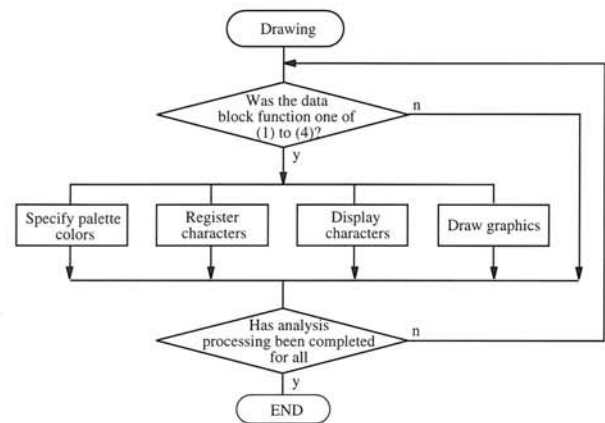 Drawing
Was the data
block function one of
(1) to (4)?
n
y
Specify palette
colors
Register
characters
Display
characters
Draw graphics
Has analysis
processing been completed
for all
n
y
END